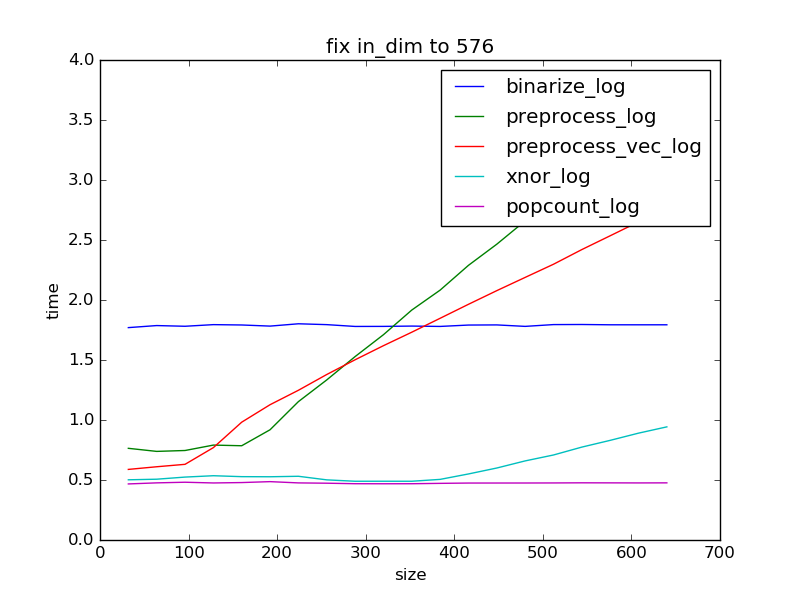 fix in_dim to 576
4.0
3.5
3.0
2.5
2.0
1.5
1.0
0.5
0.0
time
binarize_log
preprocess_log
preprocess_vec_log
xnor_log
popcount_log
0 100 200 300 400 500 600 700
size